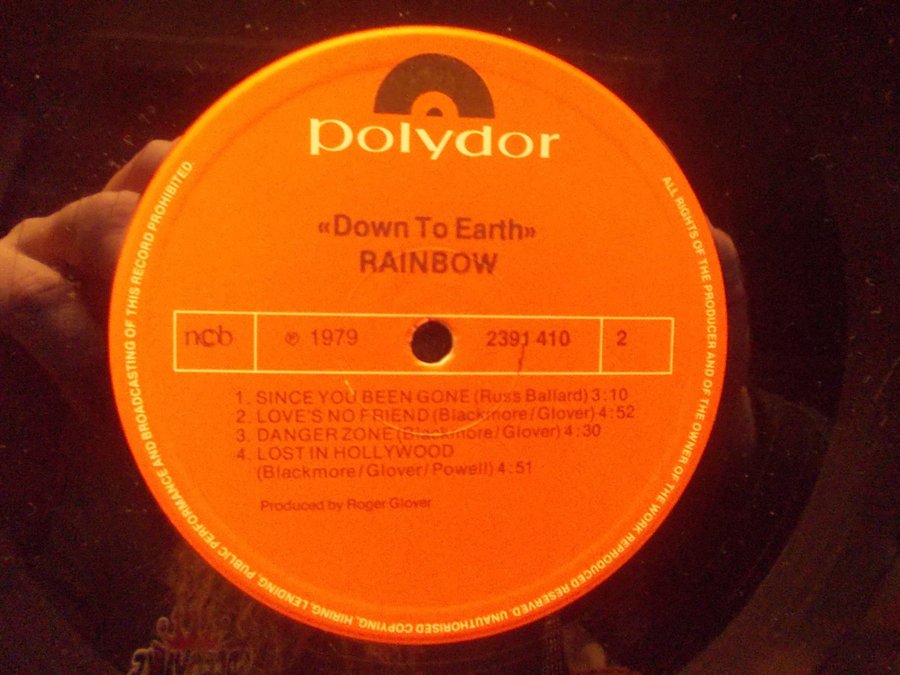 polydor
«Down To Earth»
RAINBOW
ncb ℗ 1979 2391 410 2
1. SINCE YOU BEEN GONE (Russ Ballard) 3:10
2. LOVE'S NO FRIEND (Blackmore/Glover) 4:52
3. DANGER ZONE (Blackmore/Glover) 4:30
4. LOST IN HOLLYWOOD
(Blackmore/Glover/Powell) 4:51
Produced by Roger Glover
ALL RIGHTS OF THE PRODUCER AND OF THE OWNER OF THE WORK REPRODUCED RESERVED. UNAUTHORISED COPYING, HIRING, LENDING, PUBLIC PERFORMANCE AND BROADCASTING OF THIS RECORD PROHIBITED.